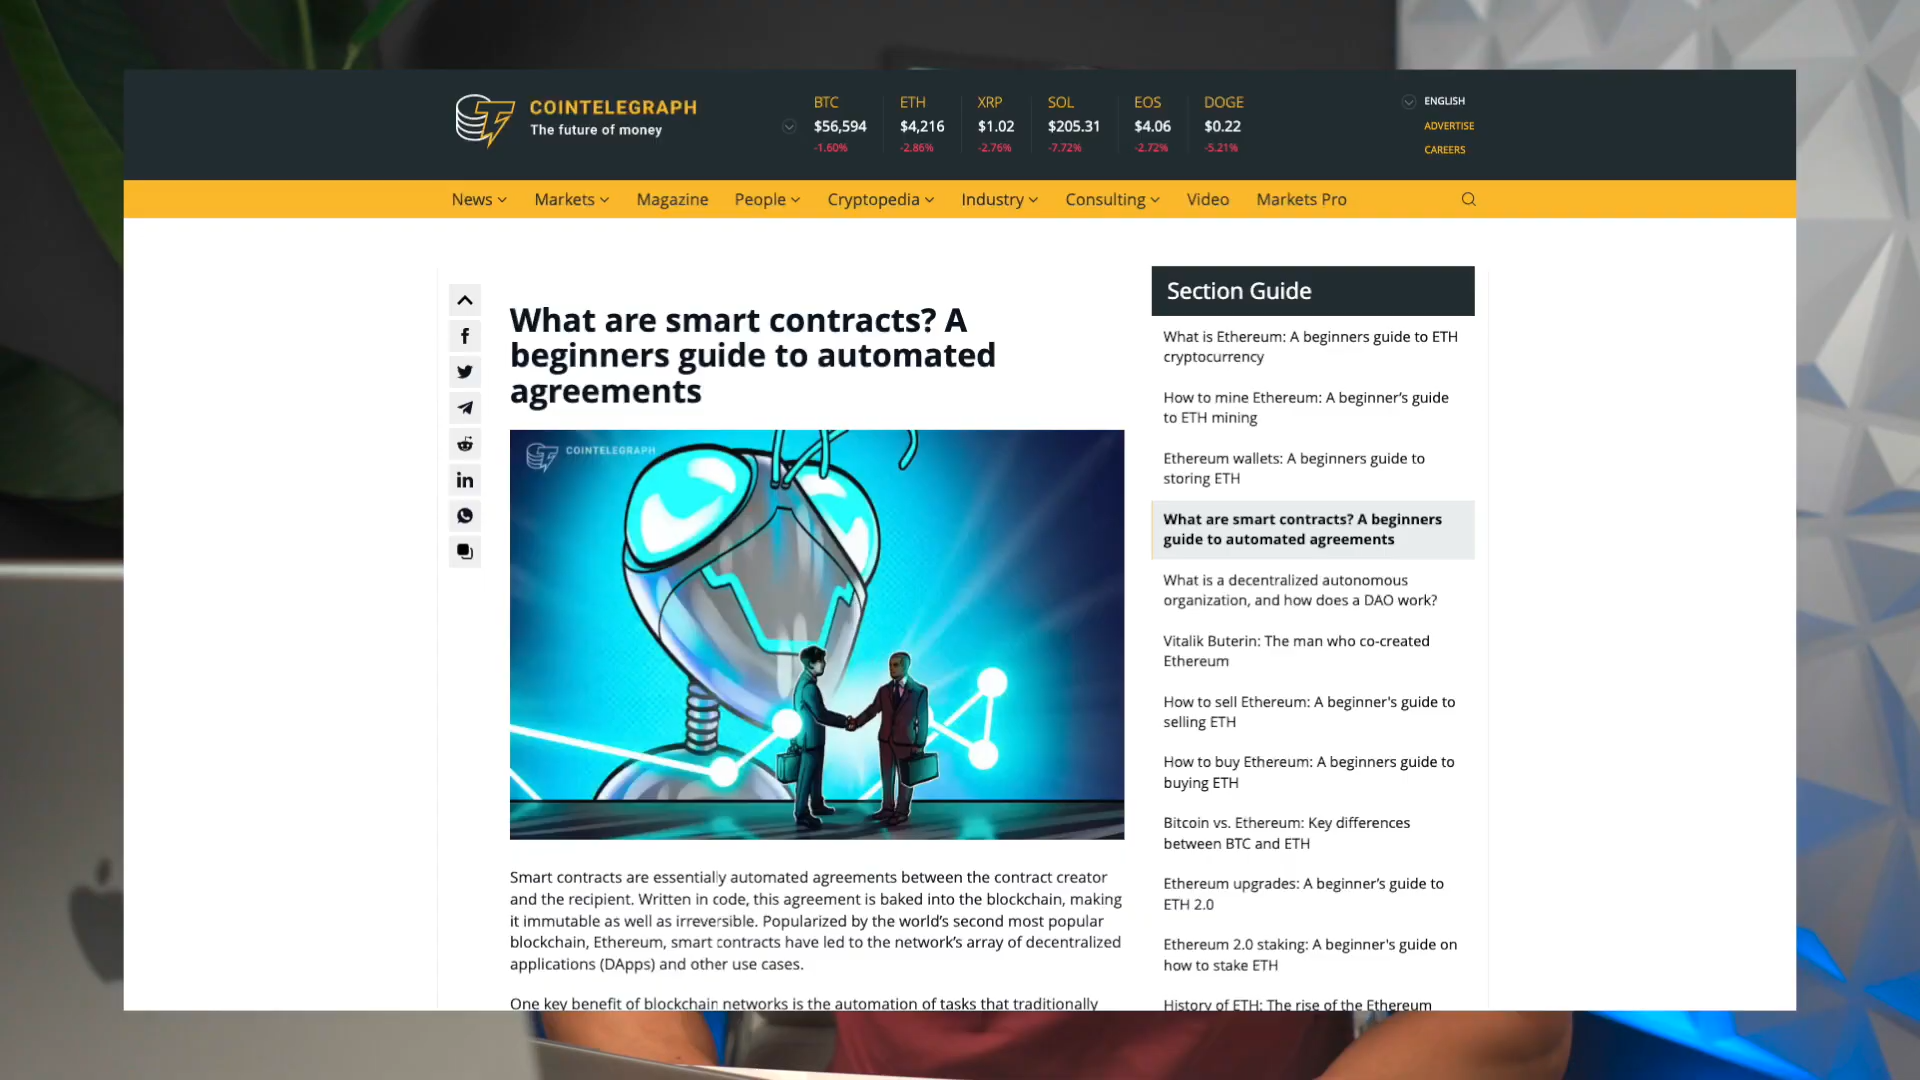 COINTELEGRAPH
The future of money
BTC ETH XRP SOL EOS DOGE
$56,594 $4,216 $1.02 $205.31 $4.06 $0.22
-1.60% -2.86% -2.76% -7.72% -2.72% -5.21%
ENGLISH
ADVERTISE
CAREERS
News Markets Magazine People Cryptopedia Industry Consulting Video Markets Pro
What are smart contracts? A
beginners guide to automated
agreements
COINTELEGRAPH
Smart contracts are essentially automated agreements between the contract creator
and the recipient. Written in code, this agreement is baked into the blockchain, making
it immutable as well as irreversible. Popularized by the world's second most popular
blockchain, Ethereum, smart contracts have led to the network's array of decentralized
applications (DApps) and other use cases.
One key benefit of blockchain networks is the automation of tasks that traditionally
Section Guide
What is Ethereum: A beginners guide to ETH
cryptocurrency
How to mine Ethereum: A beginner's guide
to ETH mining
Ethereum wallets: A beginners guide to
storing ETH
What are smart contracts? A beginners
guide to automated agreements
What is a decentralized autonomous
organization, and how does a DAO work?
Vitalik Buterin: The man who co-created
Ethereum
How to sell Ethereum: A beginner's guide to
selling ETH
How to buy Ethereum: A beginners guide to
buying ETH
Bitcoin vs. Ethereum: Key differences
between BTC and ETH
Ethereum upgrades: A beginner's guide to
ETH 2.0
Ethereum 2.0 staking: A beginner's guide on
how to stake ETH
History of ETH: The rise of the Ethereum